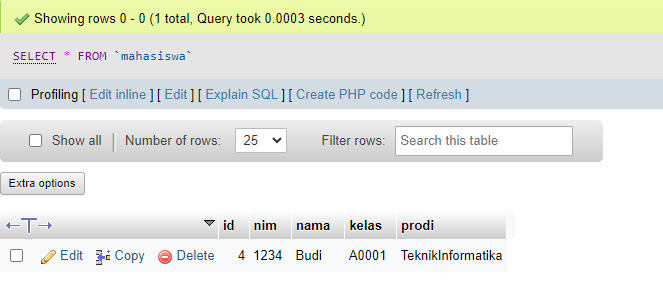 Showing rows 0 - 0 (1 total, Query took 0.0003 seconds.)
SELECT * FROM `mahasiswa`
Profiling [ Edit inline ] [ Edit ] [ Explain SQL ] [ Create PHP code ] [ Refresh ]
Show all | Number of rows: 25 Filter rows: Search this table
Extra options
←T→ id nim nama kelas prodi
Edit Copy Delete 4 1234 Budi A0001 TeknikInformatika